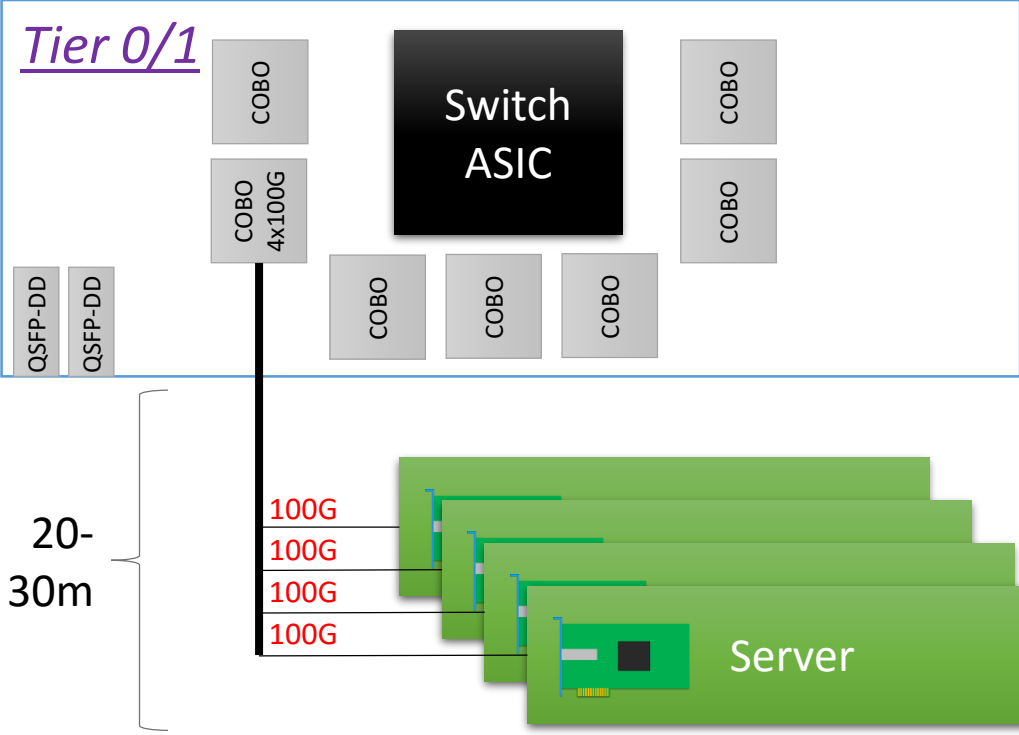 Tier 0/1
COBO
Switch
ASIC
COBO
COBO
4x100G
COBO
QSFP-DD
QSFP-DD
COBO
COBO
COBO
20-
30m
100G
100G
100G
100G
Server